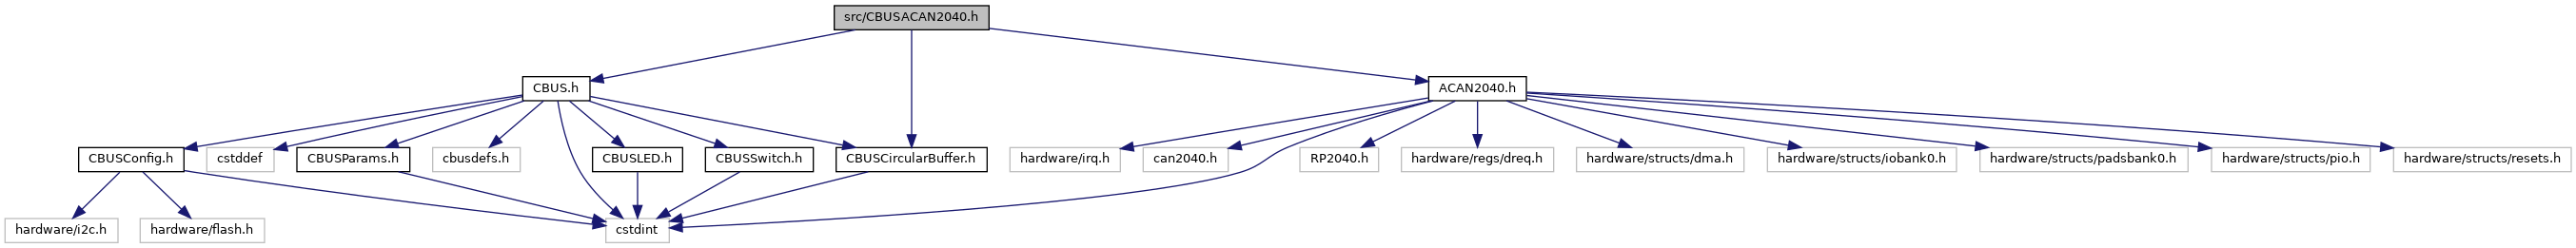 src/CBUSACAN2040.h
CBUS.h
ACAN2040.h
CBUSConfig.h
cstddef
CBUSParams.h
cbusdefs.h
CBUSLED.h
CBUSSwitch.h
CBUSCircularBuffer.h
hardware/irq.h
can2040.h
RP2040.h
hardware/regs/dreq.h
hardware/structs/dma.h
hardware/structs/iobank0.h
hardware/structs/padsbank0.h
hardware/structs/pio.h
hardware/structs/resets.h
hardware/i2c.h
hardware/flash.h
cstdint